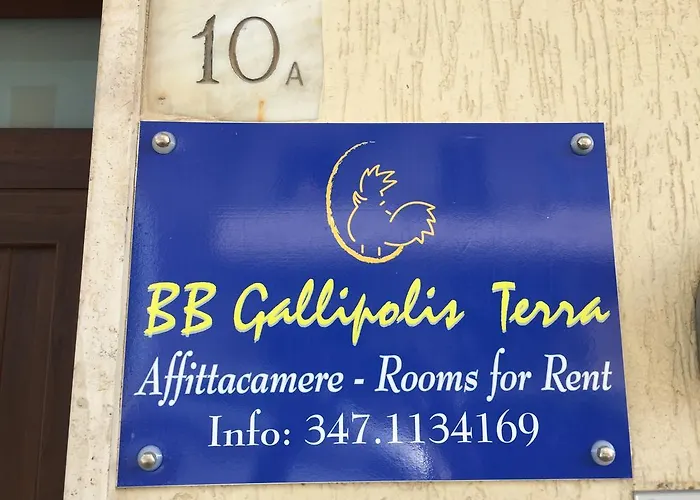 10A
BB Gallipolis Terra
Affittacamere - Rooms for Rent
Info: 347.1134169